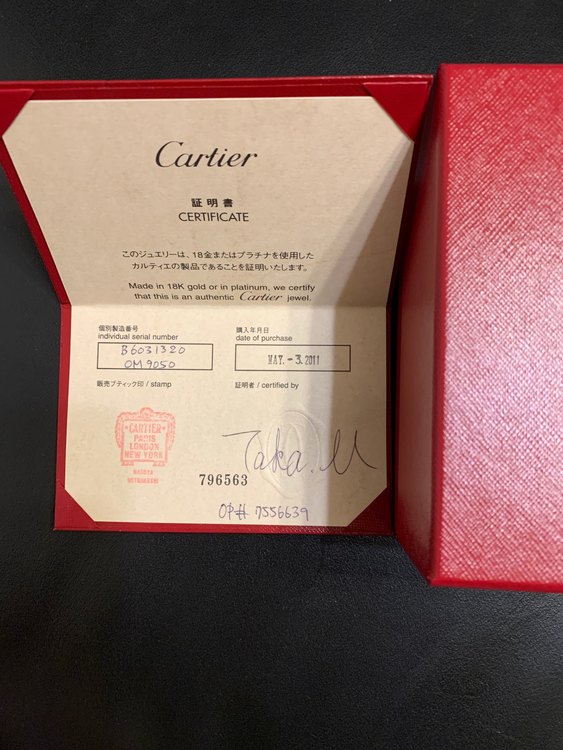 Cartier
証明書
CERTIFICATE
このジュエリーは、18金またはプラチナを使用した
カルティエの製品であることを証明いたします。
Made in 18K gold or in platinum, we certify
that this is an authentic Cartier jewel.
個別製造番号
individual serial number
B6031320
OM9050
購入年月日
date of purchase
MAY.-3.2011
販売ブティック印 / stamp
証明者 / certified by
CARTIER
PARIS
LONDON
NEW YORK
NAGOYA
Taka. M
796563
OP# 7556639